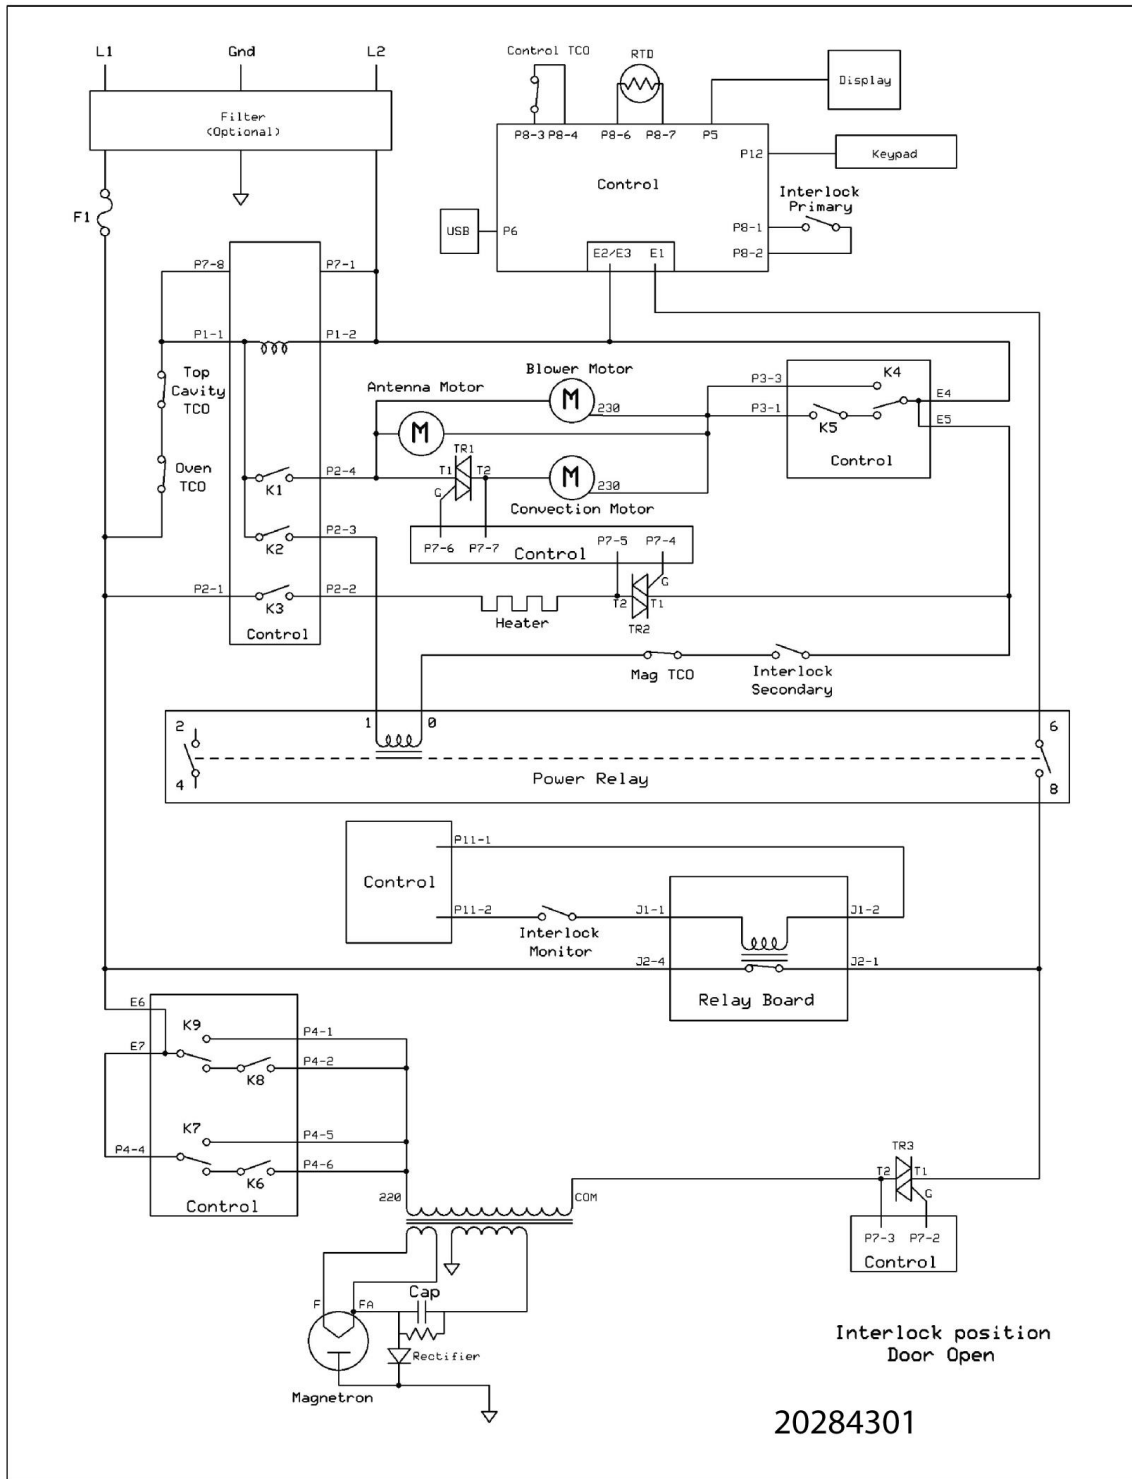 L1
Gnd
L2
Filter
(Optional)
F1
Control TCO
RTD
P8-3
P8-4
P8-6
P8-7
P5
Display
P12
Keypad
Control
Interlock
Primary
P8-1
P8-2
USB
P6
E2/E3
E1
P7-8
P7-1
P1-1
P1-2
Top
Cavity
TCO
Oven
TCO
Antenna Motor
Blower Motor
M
230
M
P3-3
K4
E4
P3-1
K5
E5
Control
K1
P2-4
T1
TR1
T2
G
M
230
Convection Motor
K2
P2-3
P7-6
P7-7
Control
P7-5
P7-4
P2-1
K3
P2-2
Control
Heater
T2
T1
G
TR2
Mag TCO
Interlock
Secondary
2
1
0
6
4
8
Power Relay
Control
P11-1
P11-2
Interlock
Monitor
J1-1
J1-2
J2-4
J2-1
Relay Board
E6
K9
P4-1
E7
K8
P4-2
K7
P4-5
P4-4
K6
P4-6
Control
220
COM
TR3
T2
T1
G
P7-3
P7-2
Control
F
FA
Cap
Rectifier
Magnetron
Interlock position
Door Open
20284301